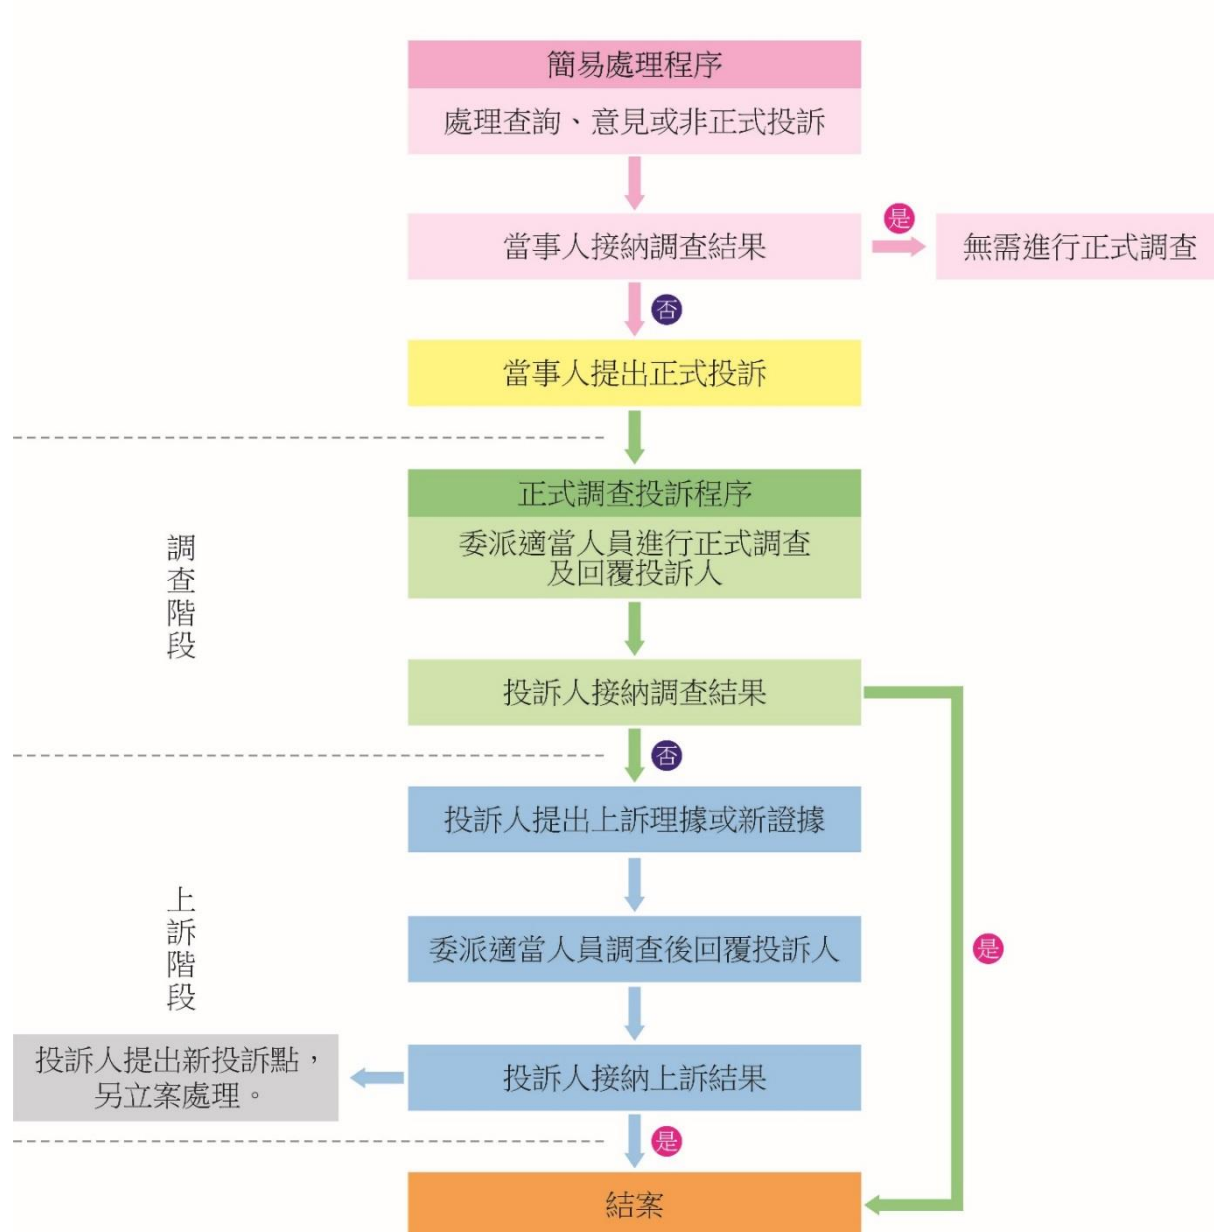 簡易處理程序
處理查詢、意見或非正式投訴
當事人接納調查結果
是
無需進行正式調查
否
當事人提出正式投訴
調查階段
正式調查投訴程序
委派適當人員進行正式調查
及回覆投訴人
投訴人接納調查結果
否
上訴階段
投訴人提出上訴理據或新證據
委派適當人員調查後回覆投訴人
是
投訴人接納上訴結果
投訴人提出新投訴點，
另立案處理。
是
結案